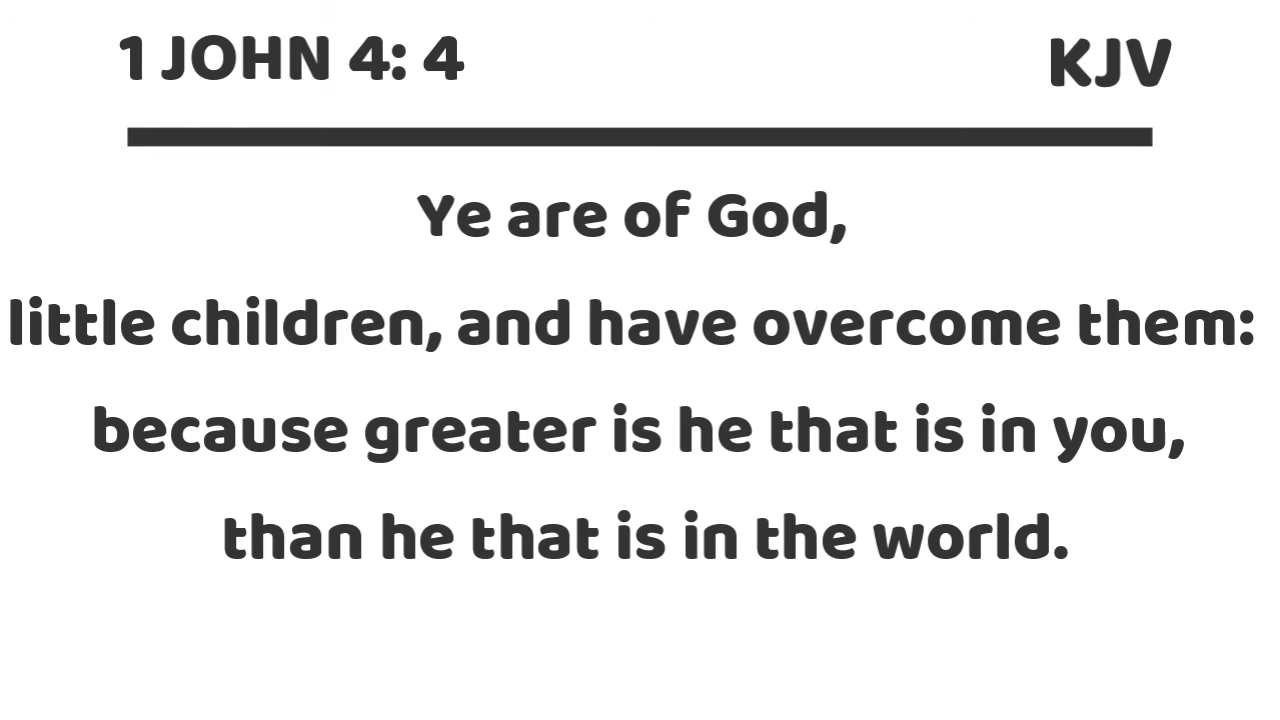 1 JOHN 4: 4 KJV
Ye are of God,
little children, and have overcome them:
because greater is he that is in you,
than he that is in the world.